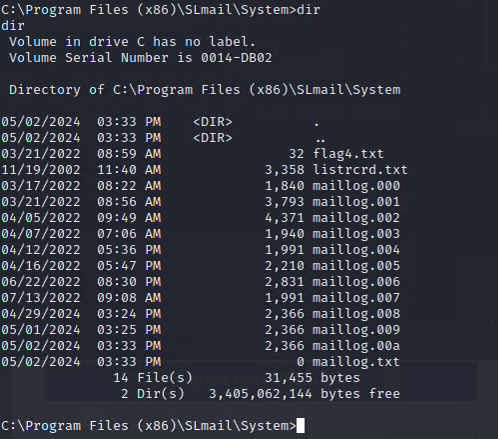 C:\Program Files (x86)\SLmail\System>dir
dir
 Volume in drive C has no label.
 Volume Serial Number is 0014-DB02

 Directory of C:\Program Files (x86)\SLmail\System

05/02/2024  03:33 PM    <DIR>          .
05/02/2024  03:33 PM    <DIR>          ..
03/21/2022  08:59 AM                32 flag4.txt
11/19/2002  11:40 AM             3,358 listrcrd.txt
03/17/2022  08:22 AM             1,840 maillog.000
03/21/2022  08:56 AM             3,793 maillog.001
04/05/2022  09:49 AM             4,371 maillog.002
04/07/2022  07:06 AM             1,940 maillog.003
04/12/2022  05:36 PM             1,991 maillog.004
04/16/2022  05:47 PM             2,210 maillog.005
06/22/2022  08:30 PM             2,831 maillog.006
07/13/2022  09:08 AM             1,991 maillog.007
04/29/2024  03:24 PM             2,366 maillog.008
05/01/2024  03:25 PM             2,366 maillog.009
05/02/2024  03:33 PM             2,366 maillog.00a
05/02/2024  03:33 PM                 0 maillog.txt
              14 File(s)         31,455 bytes
               2 Dir(s)   3,405,062,144 bytes free

C:\Program Files (x86)\SLmail\System>